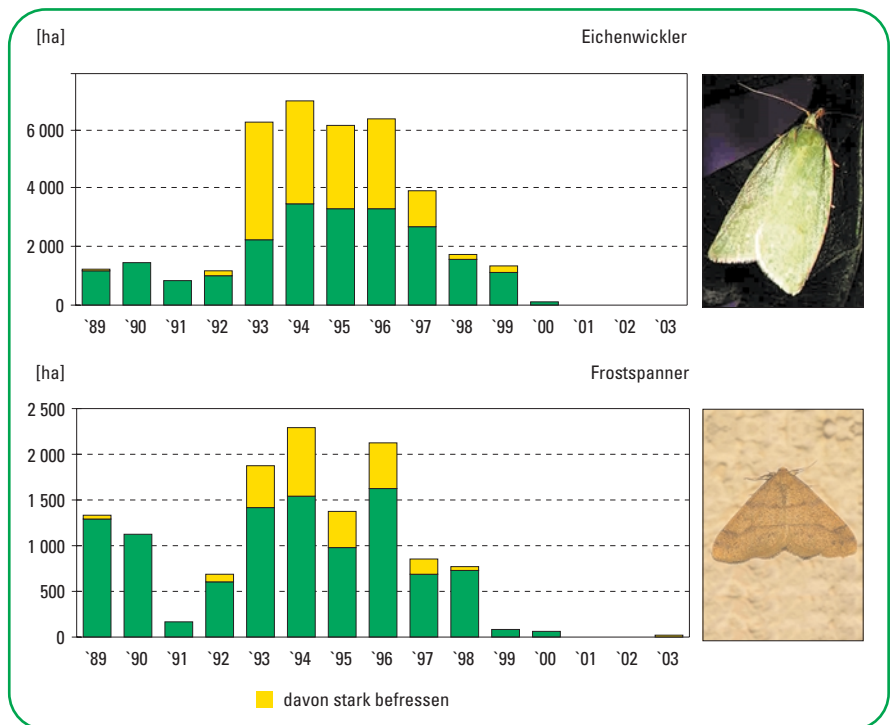 [ha] Eichenwickler
6 000
4 000
2 000
0
`89 `90 `91 `92 `93 `94 `95 `96 `97 `98 `99 `00 `01 `02 `03
[ha] Frostspanner
2 500
2 000
1 500
1 000
500
0
`89 `90 `91 `92 `93 `94 `95 `96 `97 `98 `99 `00 `01 `02 `03
davon stark befressen